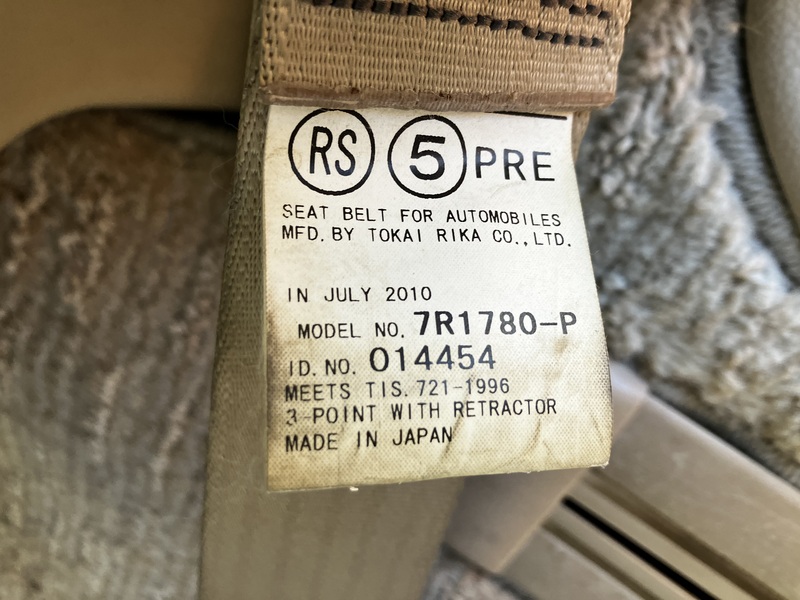 RS 5 PRE
SEAT BELT FOR AUTOMOBILES
MFD. BY TOKAI RIKA CO., LTD.
IN JULY 2010
MODEL NO. 7R1780-P
ID. NO. 014454
MEETS TIS. 721-1996
3-POINT WITH RETRACTOR
MADE IN JAPAN